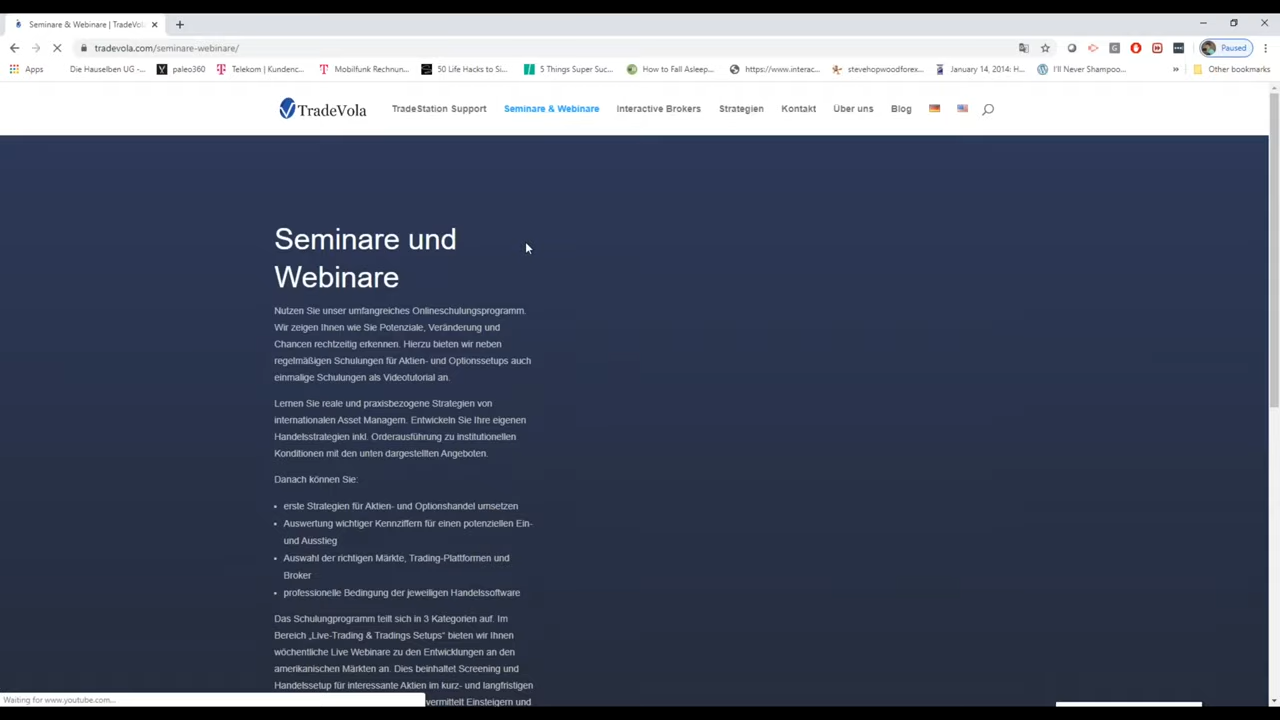 Seminare & Webinare | TradeVola
tradevola.com/seminare-webinare/
Paused
Apps
Die Hauselben UG -...
paleo360
Telekom | Kundenc...
Mobilfunk Rechnun...
50 Life Hacks to Si...
5 Things Super Suc...
How to Fall Asleep...
https://www.interac...
stevehopwoodforex...
January 14, 2014: H...
I'll Never Shampoo...
»
Other bookmarks
TradeVola
TradeStation Support
Seminare & Webinare
Interactive Brokers
Strategien
Kontakt
Über uns
Blog
Seminare und
Webinare
Nutzen Sie unser umfangreiches Onlineschulungsprogramm.
Wir zeigen Ihnen wie Sie Potenziale, Veränderung und
Chancen rechtzeitig erkennen. Hierzu bieten wir neben
regelmäßigen Schulungen für Aktien- und Optionssetups auch
einmalige Schulungen als Videotutorial an.
Lernen Sie reale und praxisbezogene Strategien von
internationalen Asset Managern. Entwickeln Sie Ihre eigenen
Handelsstrategien inkl. Orderausführung zu institutionellen
Konditionen mit den unten dargestellten Angeboten.
Danach können Sie:
• erste Strategien für Aktien- und Optionshandel umsetzen
• Auswertung wichtiger Kennziffern für einen potenziellen Ein-
und Ausstieg
• Auswahl der richtigen Märkte, Trading-Plattformen und
Broker
• professionelle Bedingung der jeweiligen Handelssoftware
Das Schulungprogramm teilt sich in 3 Kategorien auf. Im
Bereich „Live-Trading & Tradings Setups“ bieten wir Ihnen
wöchentliche Live Webinare zu den Entwicklungen an den
amerikanischen Märkten an. Dies beinhaltet Screening und
Handelssetup für interessante Aktien im kurz- und langfristigen
vermittelt Einsteigern und
Waiting for www.youtube.com...